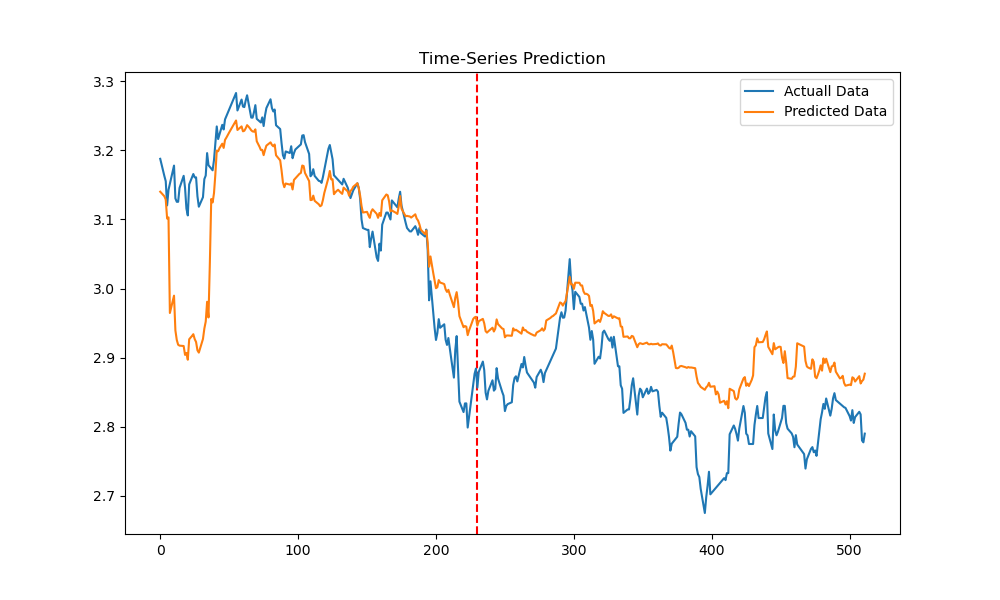 Time-Series Prediction
Actuall Data
Predicted Data
3.3
3.2
3.1
3.0
2.9
2.8
2.7
0 100 200 300 400 500